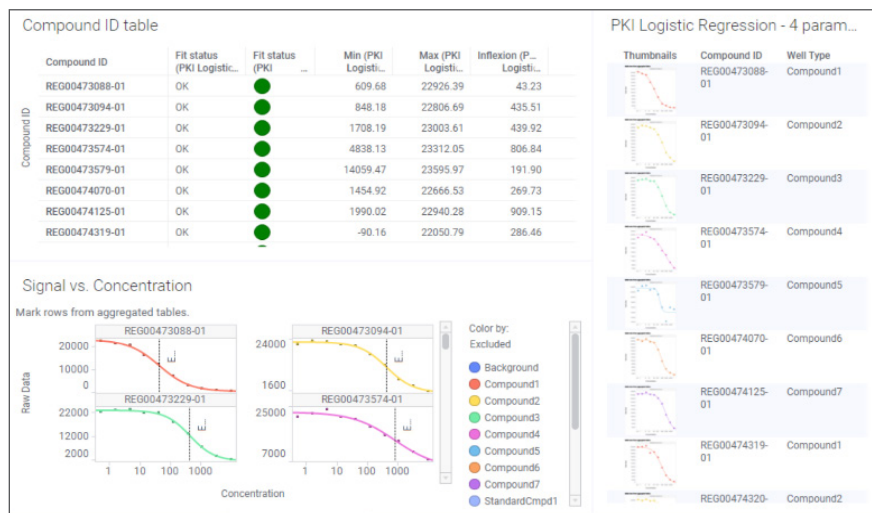 Compound ID table
Compound ID
Compound ID Fit status (PKI Logistic... Fit status (PKI ... Min (PKI Logisti... Max (PKI Logisti... Inflexion (P... Logisti...
REG00473088-01 OK 609.68 22926.39 43.23
REG00473094-01 OK 848.18 22806.69 435.51
REG00473229-01 OK 1708.19 23003.61 439.92
REG00473574-01 OK 4838.13 23312.05 806.84
REG00473579-01 OK 14059.47 23595.97 191.90
REG00474070-01 OK 1454.92 22666.53 269.73
REG00474125-01 OK 1990.02 22940.28 909.15
REG00474319-01 OK -90.16 22050.79 286.46
Signal vs. Concentration
Mark rows from aggregated tables.
Raw Data
REG00473088-01
20000
10000
0
E...
REG00473094-01
24000
1600
E...
REG00473229-01
22000
12000
2000
E...
REG00473574-01
25000
7000
E...
1 10 100 1000
1 10 100 1000
Concentration
Color by:
Excluded
Background
Compound1
Compound2
Compound3
Compound4
Compound5
Compound6
Compound7
StandardCmpd1
PKI Logistic Regression - 4 param...
Thumbnails Compound ID Well Type
REG00473088-01 Compound1
REG00473094-01 Compound2
REG00473229-01 Compound3
REG00473574-01 Compound4
REG00473579-01 Compound5
REG00474070-01 Compound6
REG00474125-01 Compound7
REG00474319-01 Compound1
REG00474320- Compound2